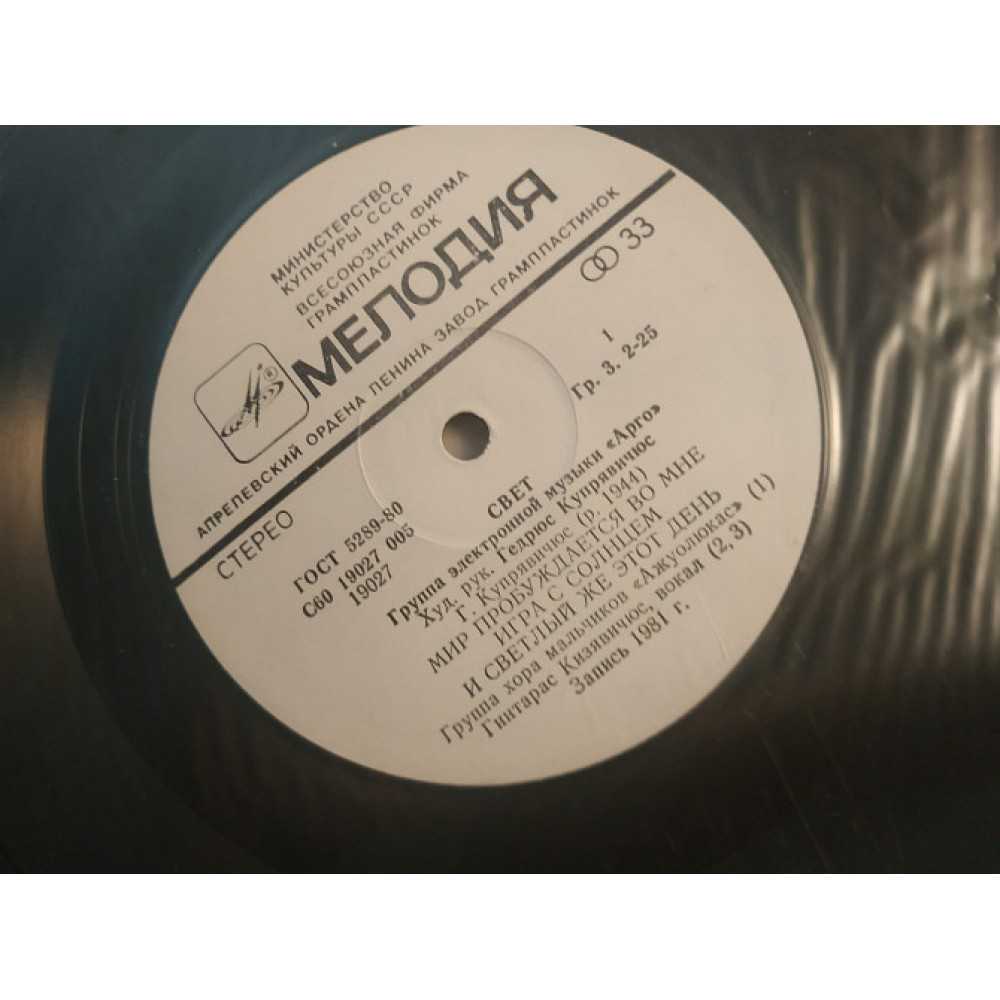 МИНИСТЕРСТВО
КУЛЬТУРЫ СССР
ВСЕСОЮЗНАЯ ФИРМА
ГРАМПЛАСТИНОК
МЕЛОДИЯ
®
АПРЕЛЕВСКИЙ ОРДЕНА ЛЕНИНА ЗАВОД ГРАМПЛАСТИНОК
СТЕРЕО
33
ГОСТ 5289-80
С60 19027 005
19027
1
Гр. 3. 2-25
СВЕТ
Группа электронной музыки «Арго»
Худ. рук. Гедрюс Купрявичюс
Г. Купрявичюс (р. 1944)
МИР ПРОБУЖДАЕТСЯ ВО МНЕ
ИГРА С СОЛНЦЕМ
И СВЕТЛЫЙ ЖЕ ЭТОТ ДЕНЬ
Группа хора мальчиков «Ажуолюкас» (1)
Гинтарас Кизявичюс, вокал (2, 3)
Запись 1981 г.